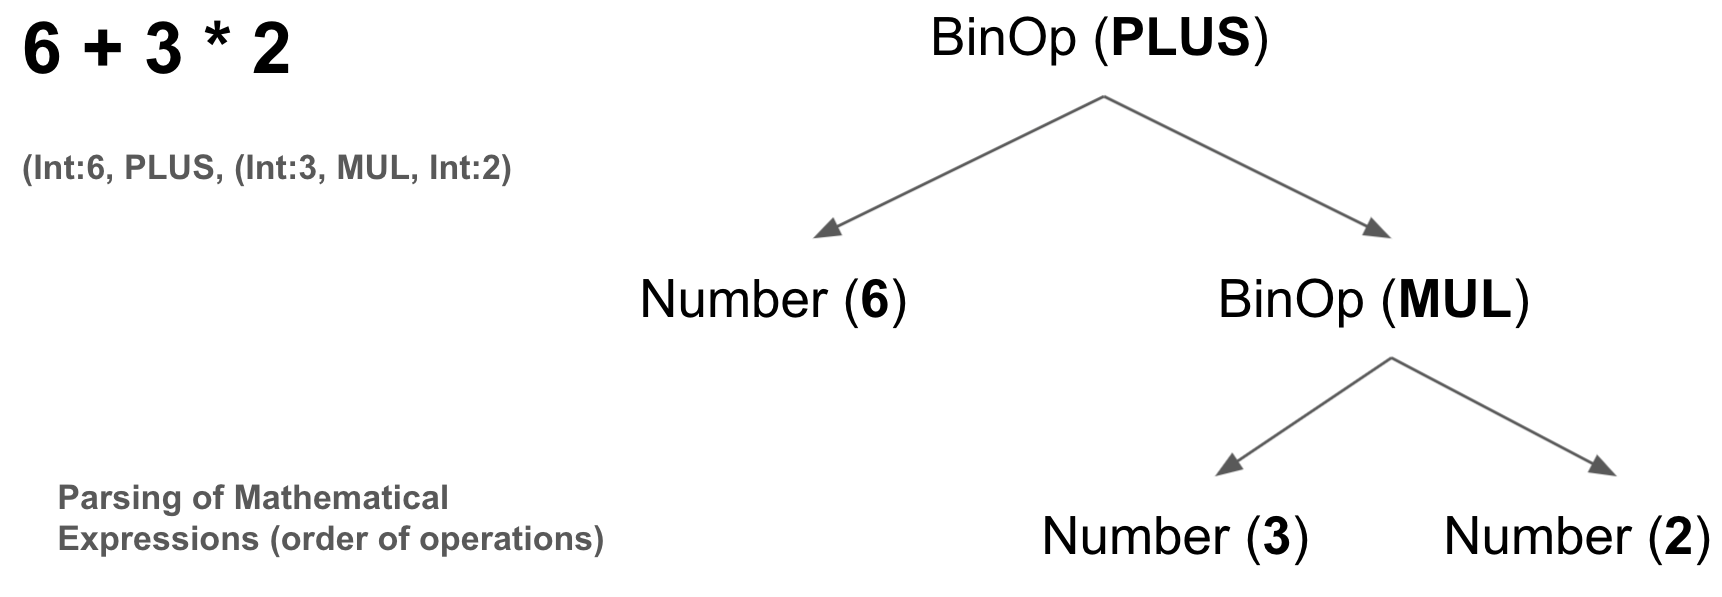 6 + 3 * 2
(Int:6, PLUS, (Int:3, MUL, Int:2)
BinOp (PLUS)
Number (6)
BinOp (MUL)
Number (3)
Number (2)
Parsing of Mathematical
Expressions (order of operations)